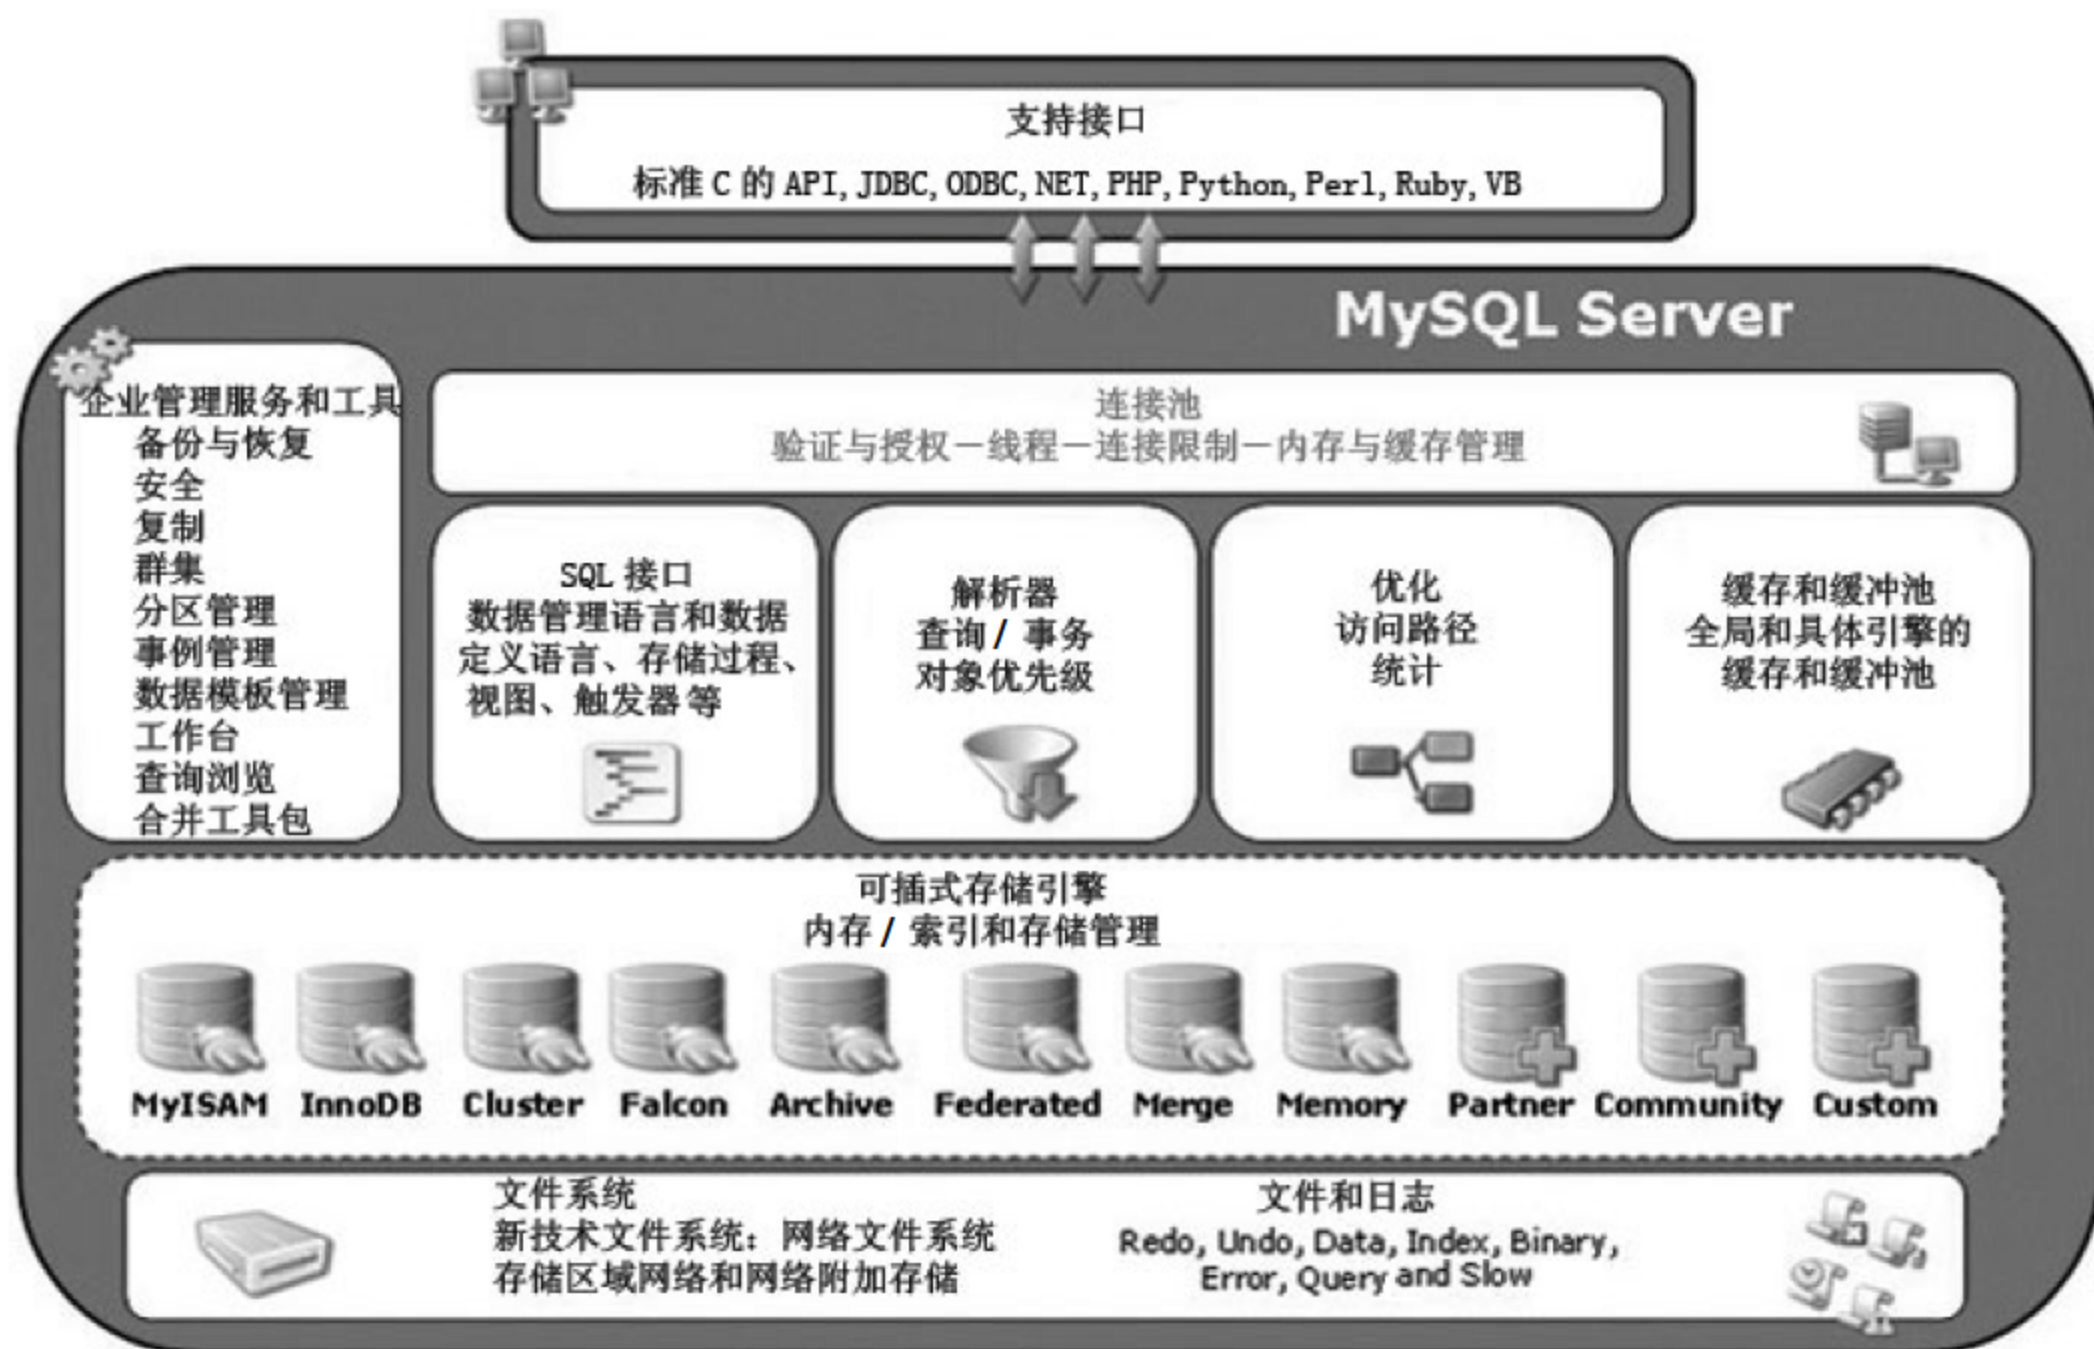 支持接口
标准 C 的 API, JDBC, ODBC, NET, PHP, Python, Perl, Ruby, VB
MySQL Server
企业管理服务和工具
备份与恢复
安全
复制
群集
分区管理
事例管理
数据模板管理
工作台
查询浏览
合并工具包
连接池
验证与授权－线程－连接限制－内存与缓存管理
SQL 接口
数据管理语言和数据
定义语言、存储过程、
视图、触发器等
解析器
查询 / 事务
对象优先级
优化
访问路径
统计
缓存和缓冲池
全局和具体引擎的
缓存和缓冲池
可插式存储引擎
内存 / 索引和存储管理
MyISAM InnoDB Cluster Falcon Archive Federated Merge Memory Partner Community Custom
文件系统
新技术文件系统：网络文件系统
存储区域网络和网络附加存储
文件和日志
Redo, Undo, Data, Index, Binary,
Error, Query and Slow